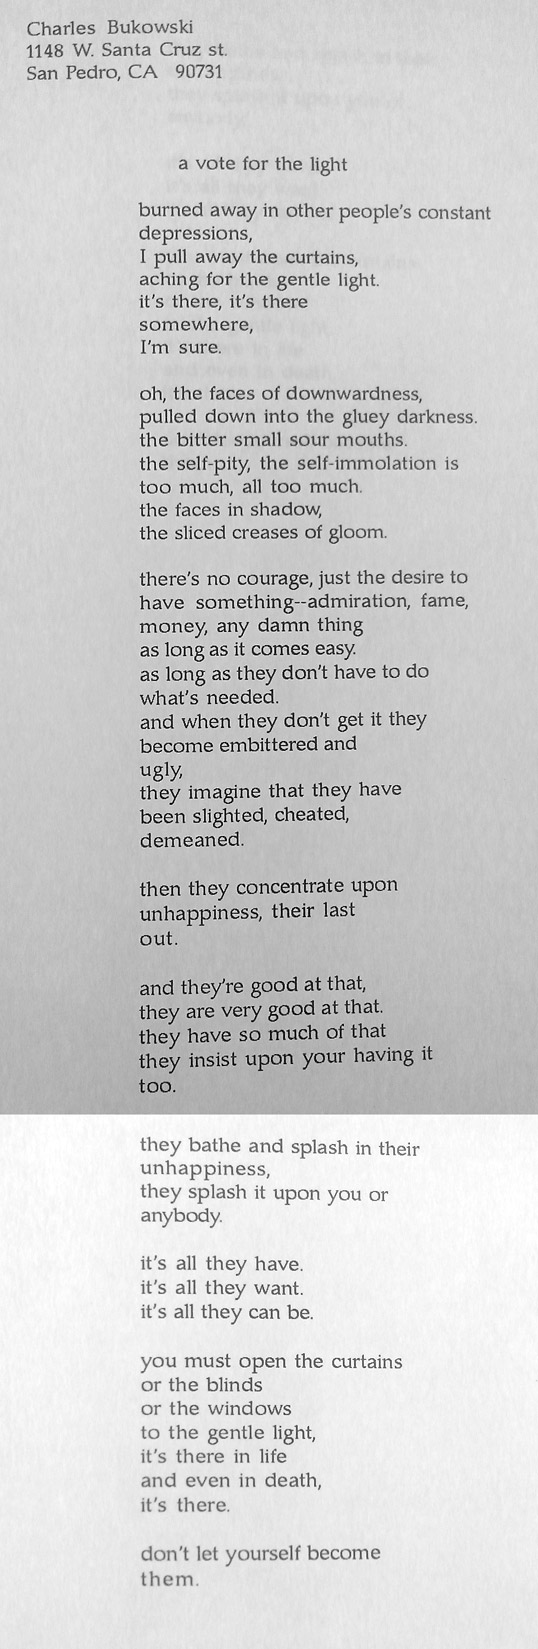 Charles Bukowski
1148 W. Santa Cruz st.
San Pedro, CA 90731
a vote for the light
burned away in other people's constant
depressions,
I pull away the curtains,
aching for the gentle light.
it's there, it's there
somewhere,
I'm sure.
oh, the faces of downwardness,
pulled down into the gluey darkness.
the bitter small sour mouths.
the self-pity, the self-immolation is
too much, all too much.
the faces in shadow,
the sliced creases of gloom.
there's no courage, just the desire to
have something--admiration, fame,
money, any damn thing
as long as it comes easy.
as long as they don't have to do
what's needed.
and when they don't get it they
become embittered and
ugly,
they imagine that they have
been slighted, cheated,
demeaned.
then they concentrate upon
unhappiness, their last
out.
and they're good at that,
they are very good at that.
they have so much of that
they insist upon your having it
too.
they bathe and splash in their
unhappiness,
they splash it upon you or
anybody.
it's all they have.
it's all they want.
it's all they can be.
you must open the curtains
or the blinds
or the windows
to the gentle light,
it's there in life
and even in death,
it's there.
don't let yourself become
them.